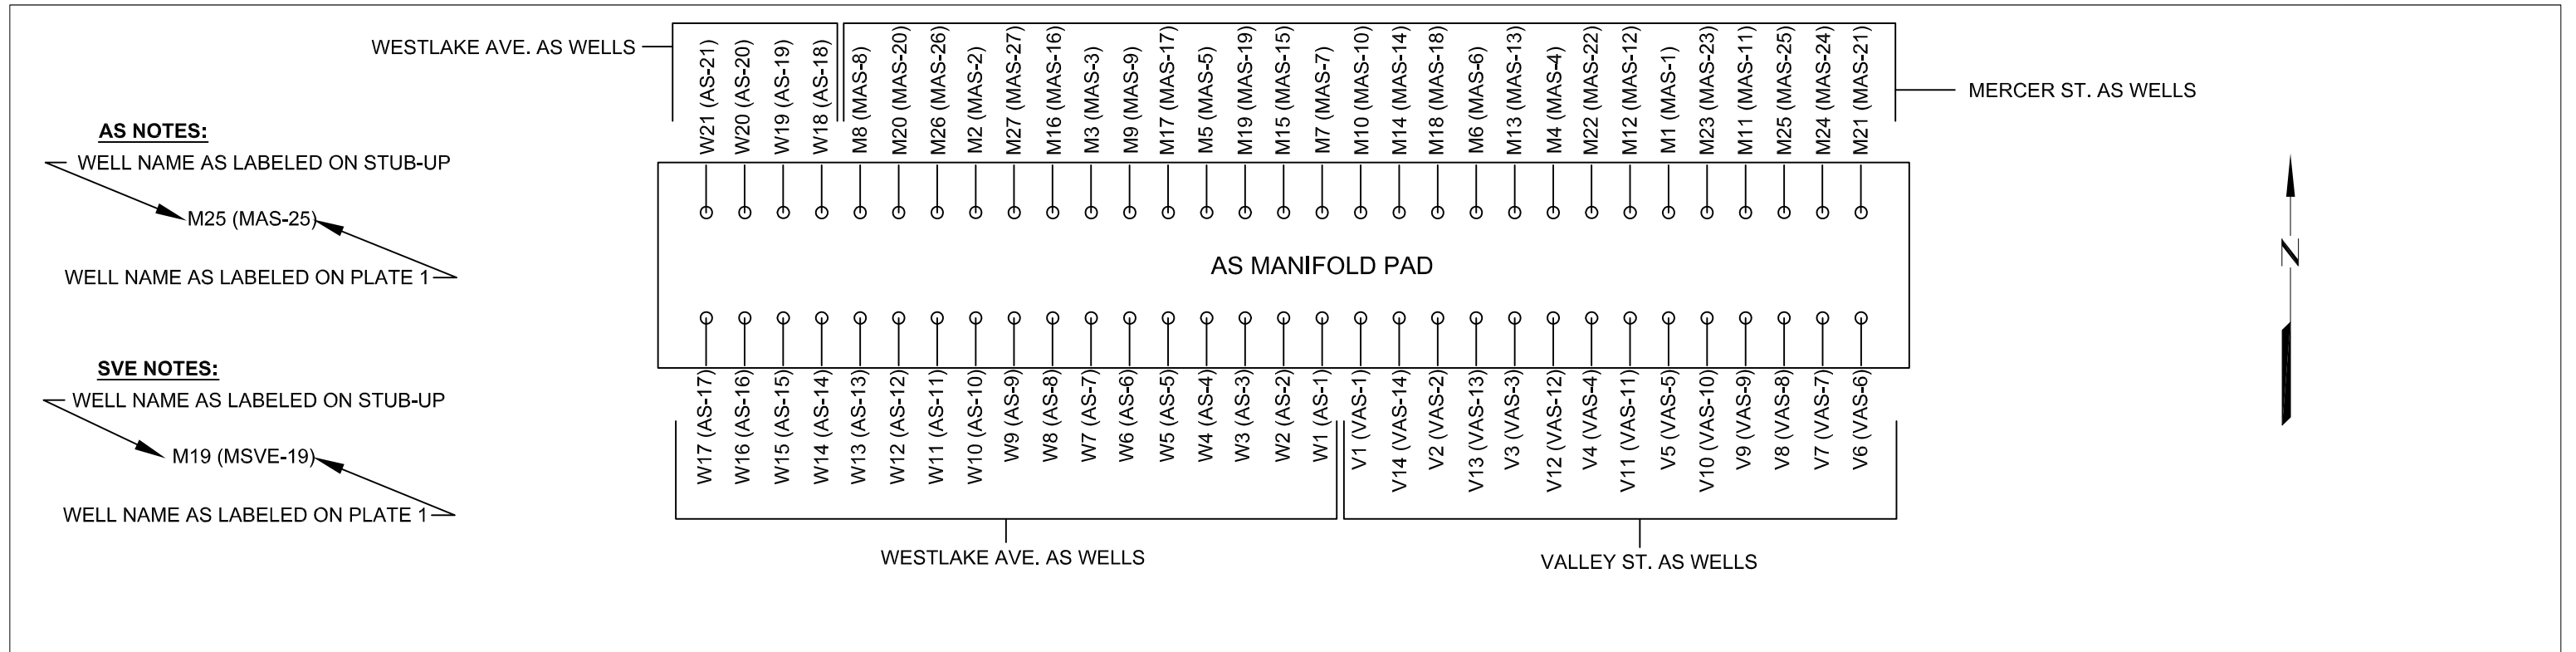 WESTLAKE AVE. AS WELLS
W21 (AS-21)
W20 (AS-20)
W19 (AS-19)
W18 (AS-18)
M8 (MAS-8)
M20 (MAS-20)
M26 (MAS-26)
M2 (MAS-2)
M27 (MAS-27)
M16 (MAS-16)
M3 (MAS-3)
M9 (MAS-9)
M17 (MAS-17)
M5 (MAS-5)
M19 (MAS-19)
M15 (MAS-15)
M7 (MAS-7)
M10 (MAS-10)
M14 (MAS-14)
M18 (MAS-18)
M6 (MAS-6)
M13 (MAS-13)
M4 (MAS-4)
M22 (MAS-22)
M12 (MAS-12)
M1 (MAS-1)
M23 (MAS-23)
M11 (MAS-11)
M25 (MAS-25)
M24 (MAS-24)
M21 (MAS-21)
MERCER ST. AS WELLS
AS NOTES:
WELL NAME AS LABELED ON STUB-UP
M25 (MAS-25)
WELL NAME AS LABELED ON PLATE 1
AS MANIFOLD PAD
N
SVE NOTES:
WELL NAME AS LABELED ON STUB-UP
M19 (MSVE-19)
WELL NAME AS LABELED ON PLATE 1
W17 (AS-17)
W16 (AS-16)
W15 (AS-15)
W14 (AS-14)
W13 (AS-13)
W12 (AS-12)
W11 (AS-11)
W10 (AS-10)
W9 (AS-9)
W8 (AS-8)
W7 (AS-7)
W6 (AS-6)
W5 (AS-5)
W4 (AS-4)
W3 (AS-3)
W2 (AS-2)
W1 (AS-1)
V1 (VAS-1)
V14 (VAS-14)
V2 (VAS-2)
V13 (VAS-13)
V3 (VAS-3)
V12 (VAS-12)
V4 (VAS-4)
V11 (VAS-11)
V5 (VAS-5)
V10 (VAS-10)
V9 (VAS-9)
V8 (VAS-8)
V7 (VAS-7)
V6 (VAS-6)
WESTLAKE AVE. AS WELLS
VALLEY ST. AS WELLS